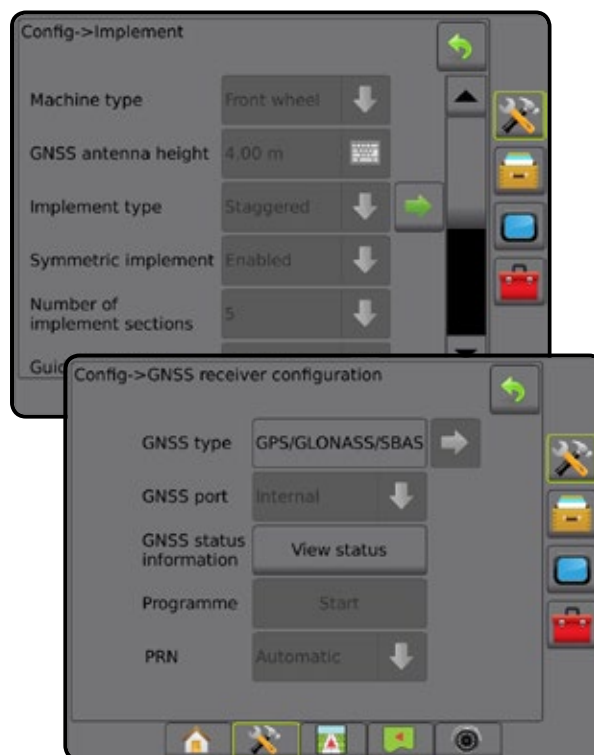 Config->Implement
Machine type Front wheel
GNSS antenna height 4.00 m
Implement type Staggered
Symmetric implement Enabled
Number of
implement sections 5
Config->GNSS receiver configuration
GNSS type GPS/GLONASS/SBAS
GNSS port Internal
GNSS status
information View status
Programme Start
PRN Automatic